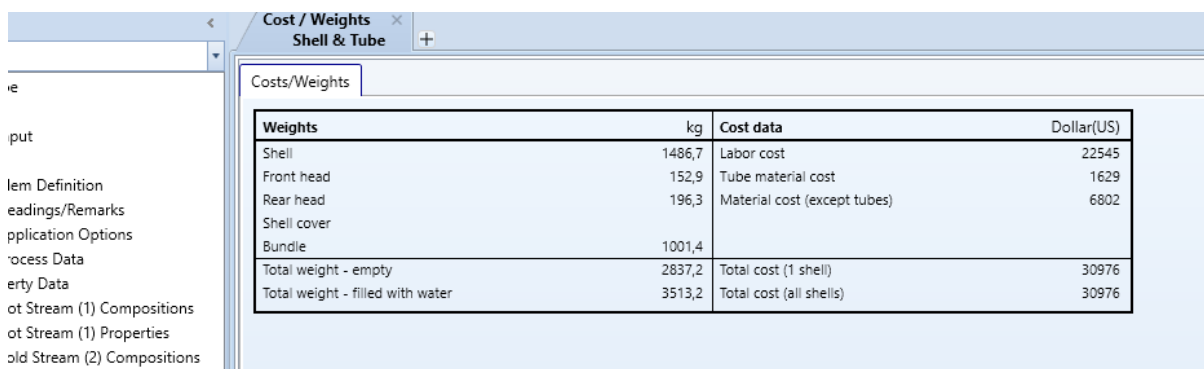 Cost / Weights
Shell & Tube
Costs/Weights
Weights kg Cost data Dollar(US)
Shell 1486,7 Labor cost 22545
Front head 152,9 Tube material cost 1629
Rear head 196,3 Material cost (except tubes) 6802
Shell cover
Bundle 1001,4
Total weight - empty 2837,2 Total cost (1 shell) 30976
Total weight - filled with water 3513,2 Total cost (all shells) 30976
pe
nput
lem Definition
eadings/Remarks
pplication Options
rocess Data
erty Data
ot Stream (1) Compositions
ot Stream (1) Properties
old Stream (2) Compositions